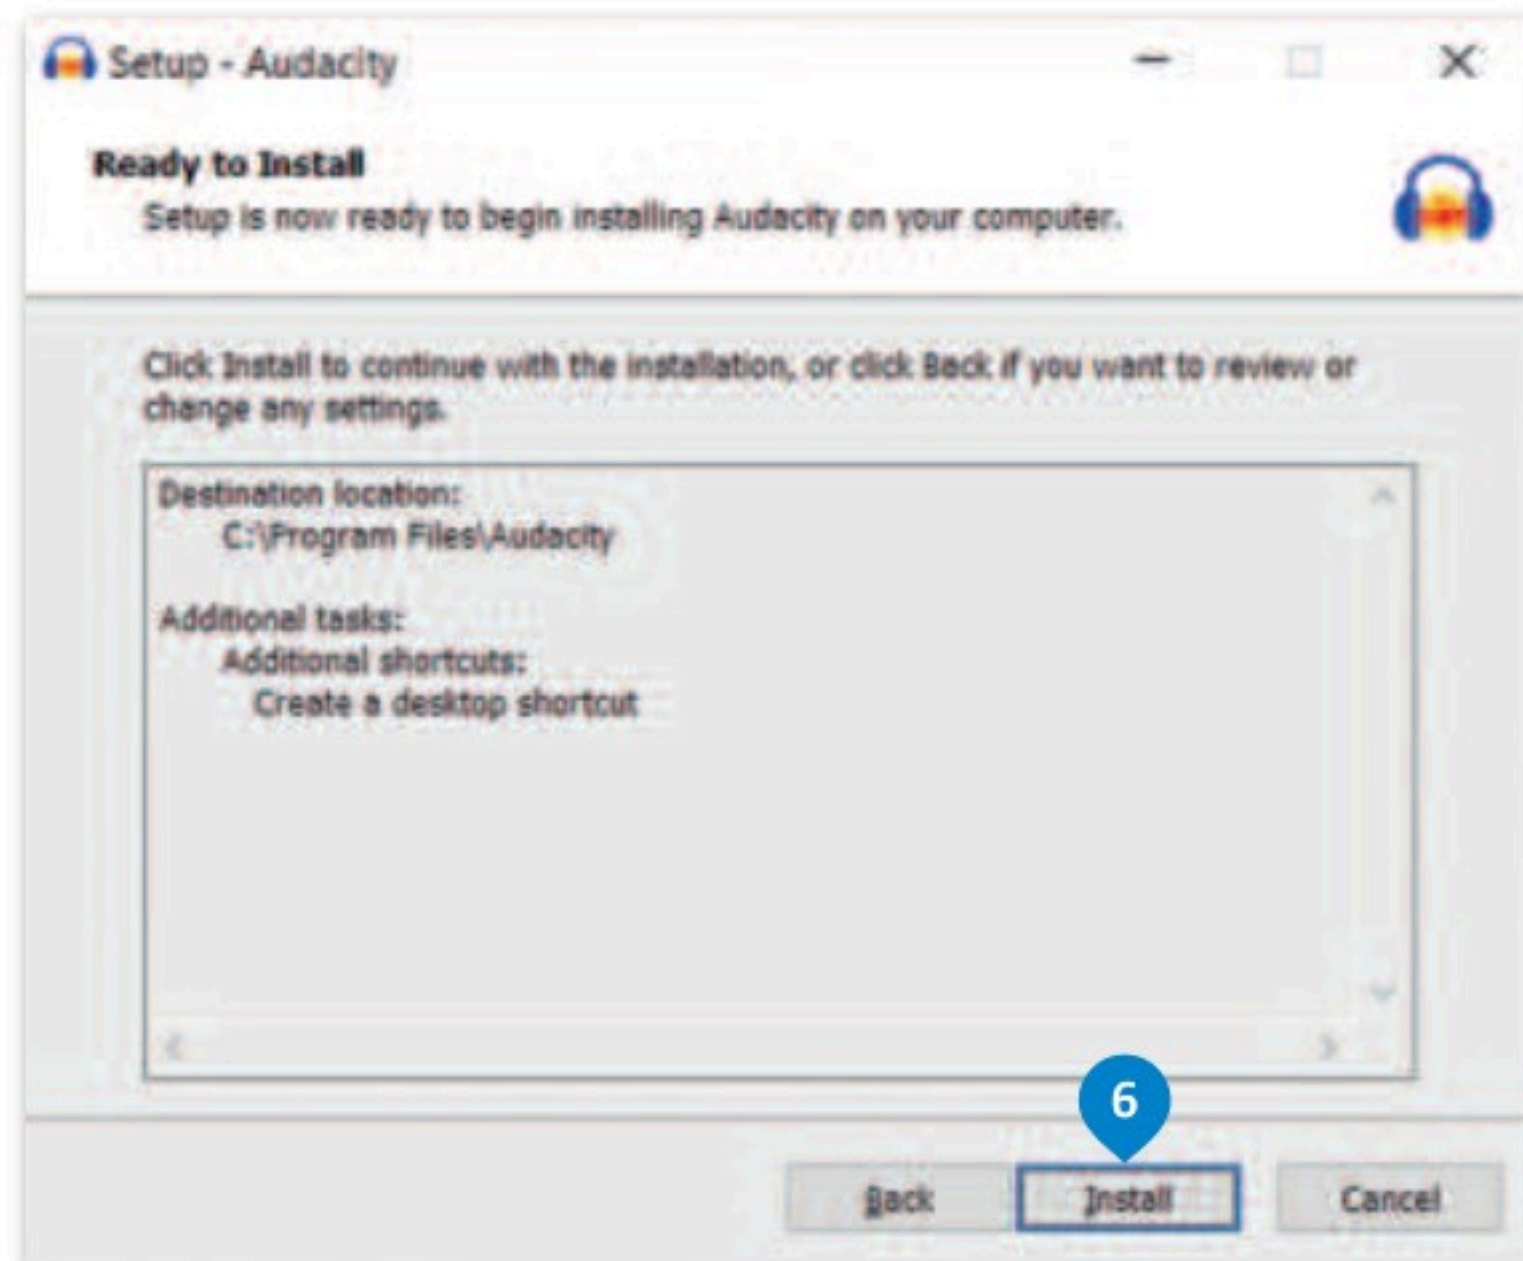 Setup - Audacity
Ready to Install
Setup is now ready to begin installing Audacity on your computer.
Click Install to continue with the installation, or click Back if you want to review or
change any settings.
Destination location:
C:\Program Files\Audacity
Additional tasks:
Additional shortcuts:
Create a desktop shortcut
6
Back
Install
Cancel